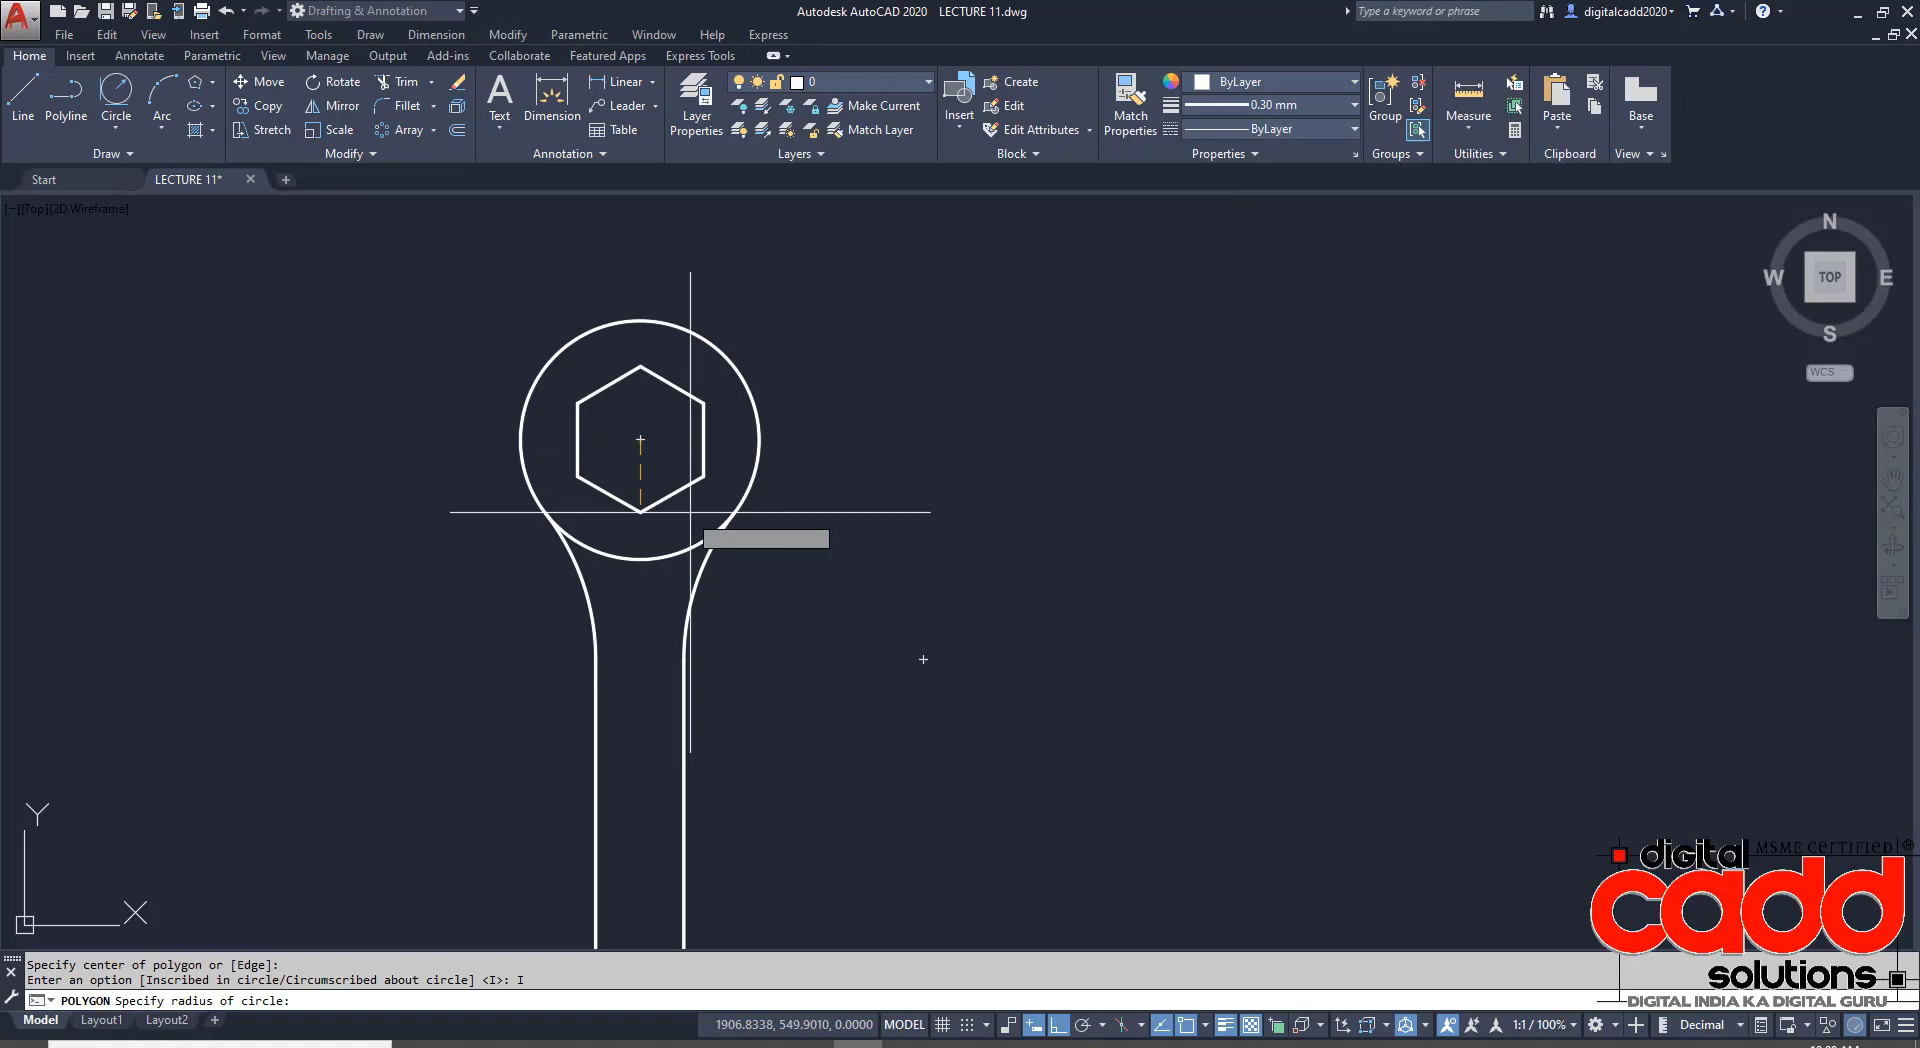 Drafting & Annotation
Autodesk AutoCAD 2020 LECTURE 11.dwg
Type a keyword or phrase
digitalcadd2020
File Edit View Insert Format Tools Draw Dimension Modify Parametric Window Help Express
Home Insert Annotate Parametric View Manage Output Add-ins Collaborate Featured Apps Express Tools
Line Polyline Circle Arc
Move Rotate Trim
Copy Mirror Fillet
Stretch Scale Array
Text Dimension
Linear
Leader
Table
Layer Properties
0
Make Current
Match Layer
Insert
Create
Edit
Edit Attributes
Match Properties
ByLayer
0.30 mm
ByLayer
Group
Measure
Paste
Base
Draw Modify Annotation Layers Block Properties Groups Utilities Clipboard View
Start LECTURE 11*
[−][Top][2D Wireframe]
N
W TOP E
S
WCS
Y
X
digital MSME CERTIFIED ®
cadd
solutions
DIGITAL INDIA KA DIGITAL GURU
Specify center of polygon or [Edge]:
Enter an option [Inscribed in circle/Circumscribed about circle] <I>: I
POLYGON Specify radius of circle:
Model Layout1 Layout2 +
1906.8338, 549.9010, 0.0000 MODEL 1:1 / 100% Decimal